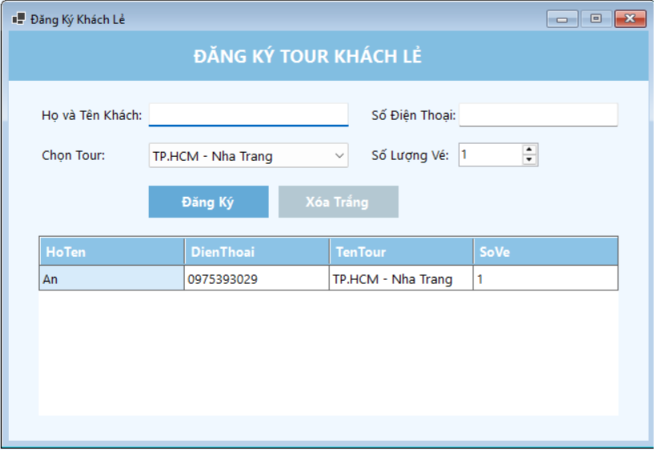 Đăng Ký Khách Lẻ
ĐĂNG KÝ TOUR KHÁCH LẺ
Họ và Tên Khách: Số Điện Thoại:
Chọn Tour: TP.HCM - Nha Trang Số Lượng Vé: 1
Đăng Ký Xóa Trắng
HoTen DienThoai TenTour SoVe
An 0975393029 TP.HCM - Nha Trang 1